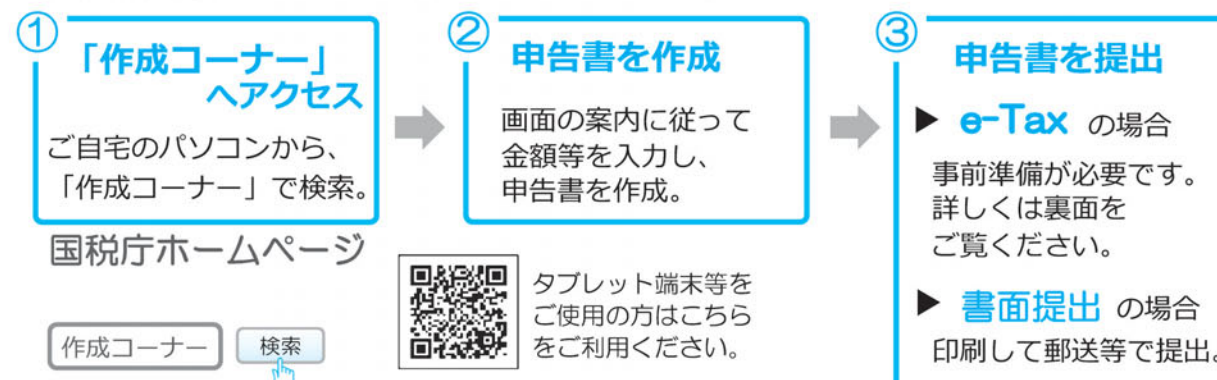 ①
「作成コーナー」
へアクセス
ご自宅のパソコンから、
「作成コーナー」で検索。
国税庁ホームページ
作成コーナー
検索
②
申告書を作成
画面の案内に従って
金額等を入力し、
申告書を作成。
タブレット端末等を
ご使用の方はこちら
をご利用ください。
③
申告書を提出
▶ e-Tax の場合
事前準備が必要です。
詳しくは裏面を
ご覧ください。
▶ 書面提出 の場合
印刷して郵送等で提出。